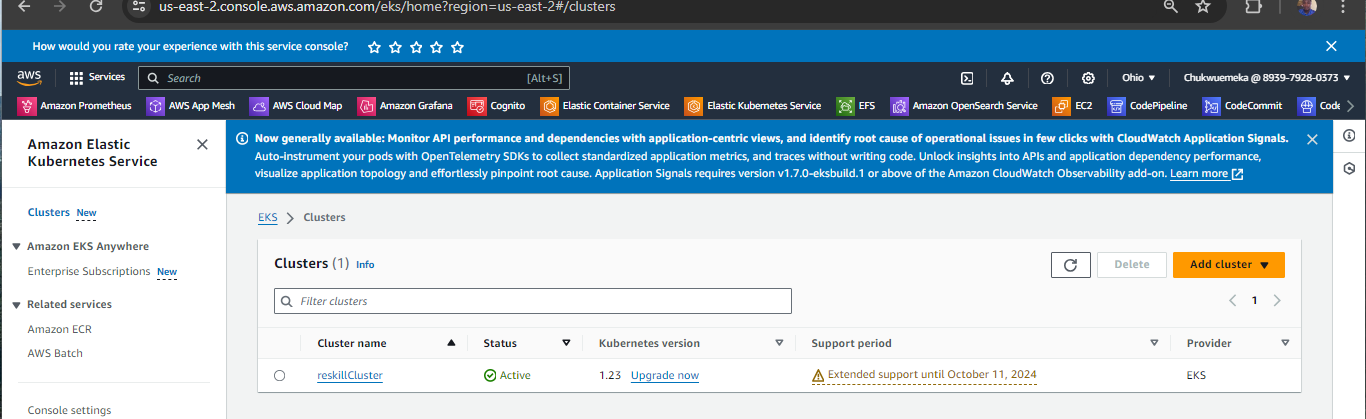 us-east-2.console.aws.amazon.com/eks/home?region=us-east-2#/clusters
How would you rate your experience with this service console?
aws Services Search [Alt+S] Ohio Chukwuemeka @ 8939-7928-0373
Amazon Prometheus AWS App Mesh AWS Cloud Map Amazon Grafana Cognito Elastic Container Service Elastic Kubernetes Service EFS Amazon OpenSearch Service EC2 CodePipeline CodeCommit Code
Amazon Elastic
Kubernetes Service
Clusters New
Amazon EKS Anywhere
Enterprise Subscriptions New
Related services
Amazon ECR
AWS Batch
Console settings
Now generally available: Monitor API performance and dependencies with application-centric views, and identify root cause of operational issues in few clicks with CloudWatch Application Signals.
Auto-instrument your pods with OpenTelemetry SDKs to collect standardized application metrics, and traces without writing code. Unlock insights into APIs and application dependency performance,
visualize application topology and effortlessly pinpoint root cause. Application Signals requires version v1.7.0-eksbuild.1 or above of the Amazon CloudWatch Observability add-on. Learn more
EKS Clusters
Clusters (1) Info Delete Add cluster
Filter clusters 1
Cluster name Status Kubernetes version Support period Provider
reskillCluster Active 1.23 Upgrade now Extended support until October 11, 2024 EKS